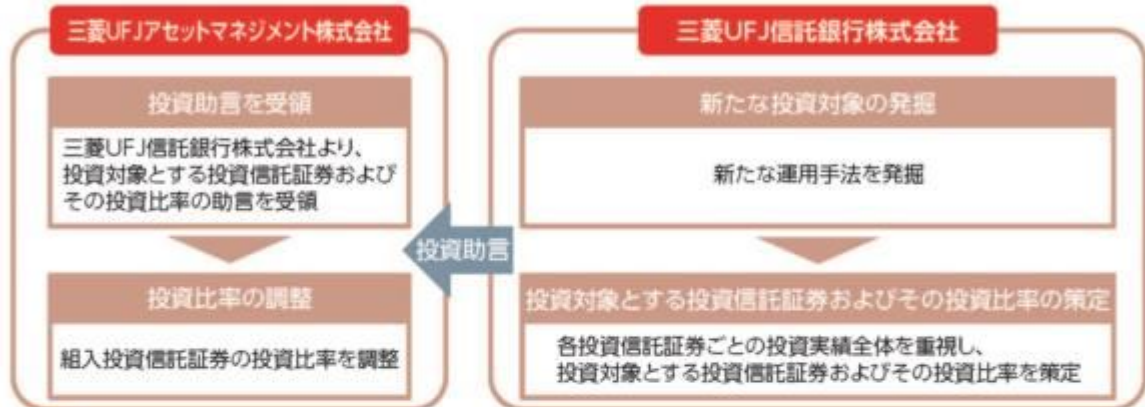 三菱UFJアセットマネジメント株式会社
投資助言を受領
三菱UFJ信託銀行株式会社より、
投資対象とする投資信託証券および
その投資比率の助言を受領
投資比率の調整
組入投資信託証券の投資比率を調整
投資助言
三菱UFJ信託銀行株式会社
新たな投資対象の発掘
新たな運用手法を発掘
投資対象とする投資信託証券およびその投資比率の策定
各投資信託証券ごとの投資実績全体を重視し、
投資対象とする投資信託証券およびその投資比率を策定